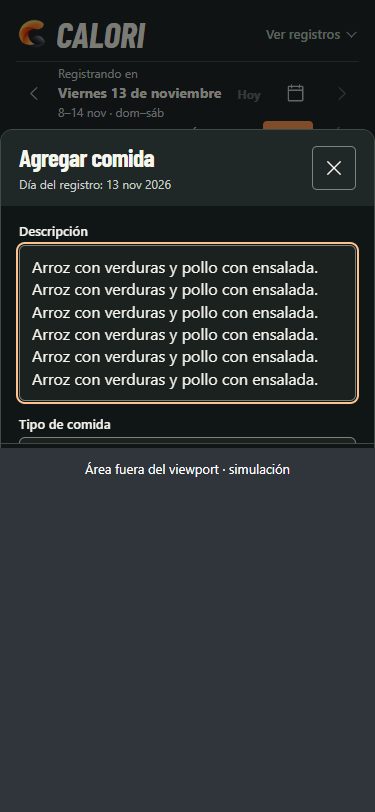 CALORI
Ver registros
Registrando en
Viernes 13 de noviembre
Hoy
8–14 nov · dom–sáb
Agregar comida
Día del registro: 13 nov 2026
Descripción
Arroz con verduras y pollo con ensalada.
Arroz con verduras y pollo con ensalada.
Arroz con verduras y pollo con ensalada.
Arroz con verduras y pollo con ensalada.
Arroz con verduras y pollo con ensalada.
Arroz con verduras y pollo con ensalada.
Tipo de comida
Área fuera del viewport · simulación